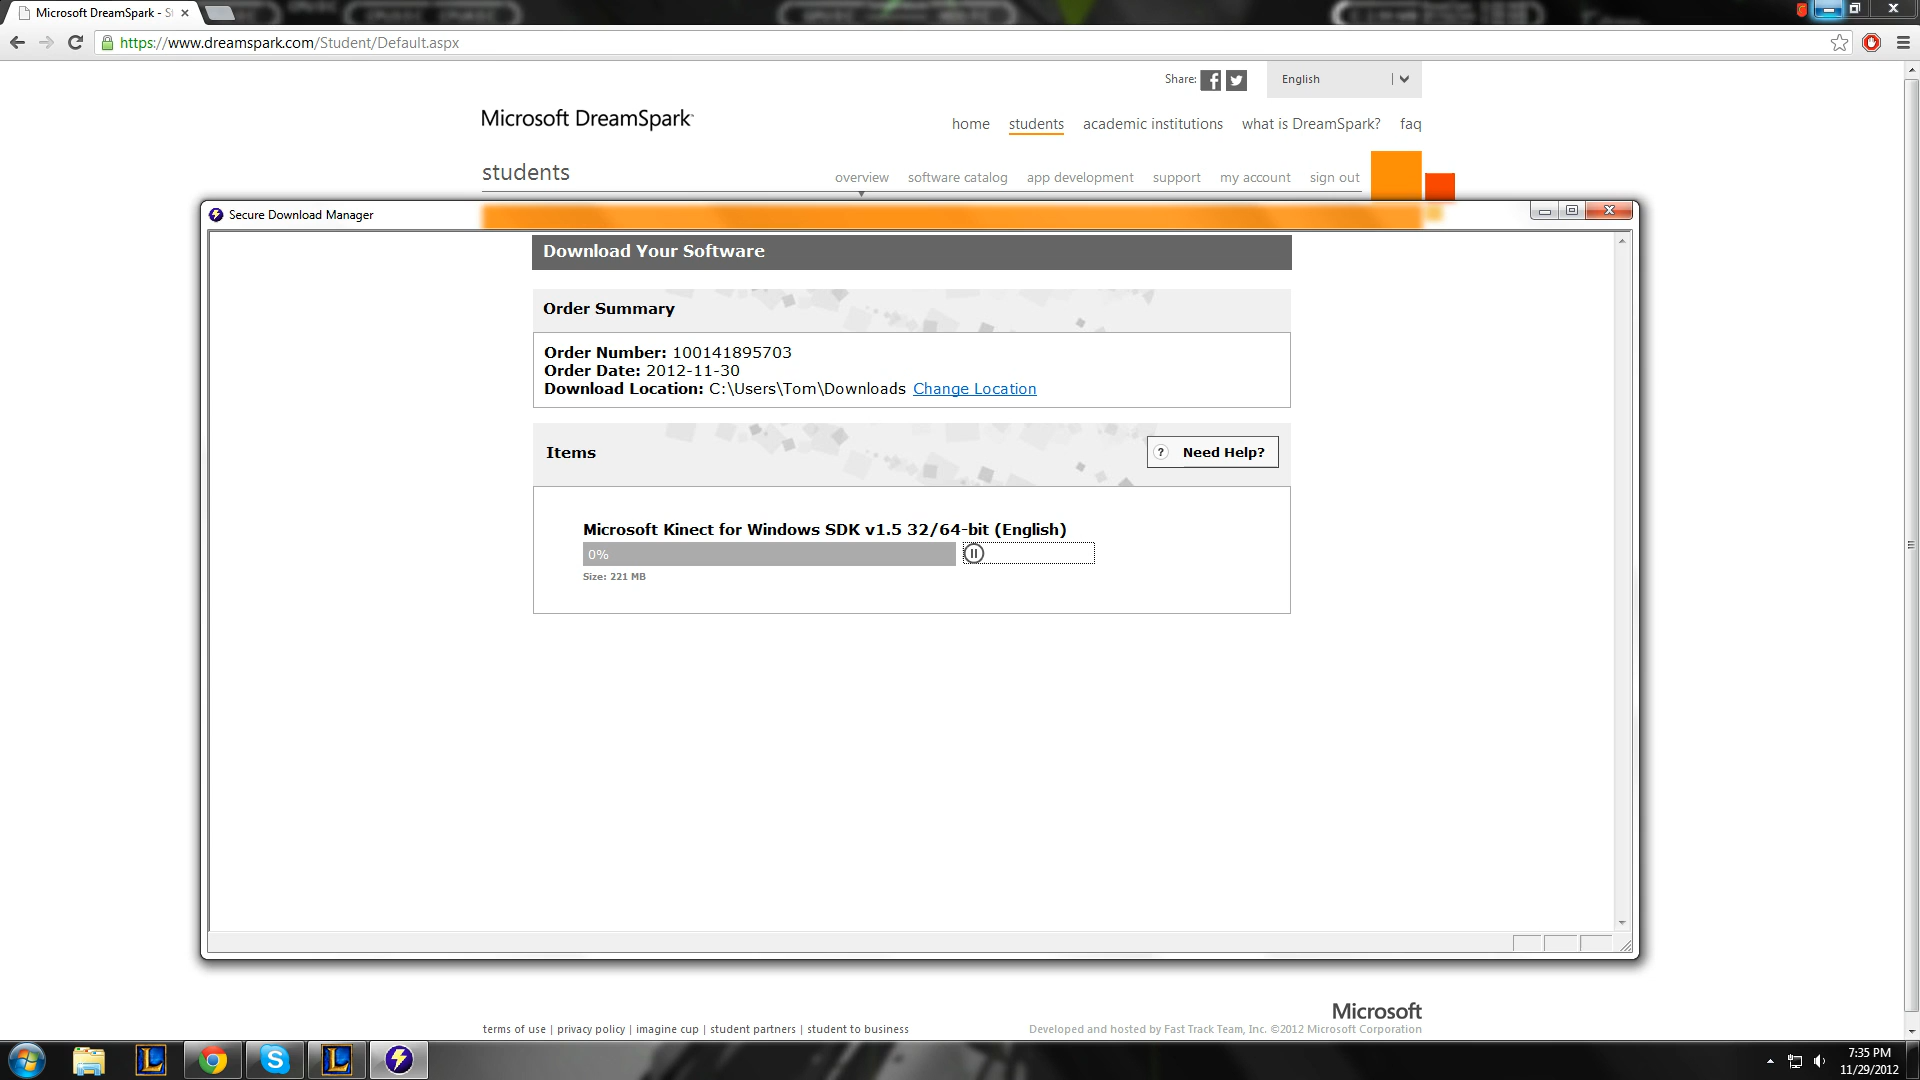 Microsoft DreamSpark - St
https://www.dreamspark.com/Student/Default.aspx
Share:
English
Microsoft DreamSpark
home students academic institutions what is DreamSpark? faq
students
overview software catalog app development support my account sign out
Secure Download Manager
Download Your Software
Order Summary
Order Number: 100141895703
Order Date: 2012-11-30
Download Location: C:\Users\Tom\Downloads Change Location
Items
? Need Help?
Microsoft Kinect for Windows SDK v1.5 32/64-bit (English)
0%
Size: 221 MB
Microsoft
terms of use | privacy policy | imagine cup | student partners | student to business
Developed and hosted by Fast Track Team, Inc. ©2012 Microsoft Corporation
7:35 PM
11/29/2012